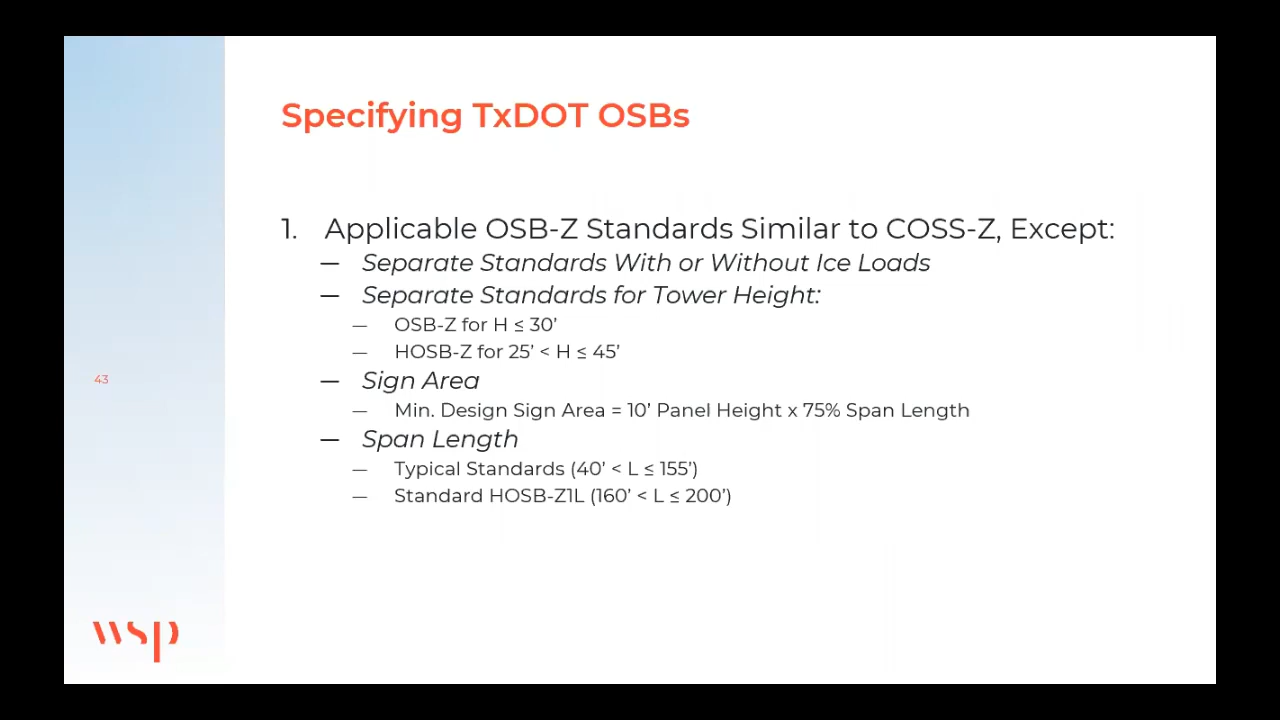 Specifying TxDOT OSBs
1. Applicable OSB-Z Standards Similar to COSS-Z, Except:
— Separate Standards With or Without Ice Loads
— Separate Standards for Tower Height:
— OSB-Z for H ≤ 30’
— HOSB-Z for 25’ < H ≤ 45’
— Sign Area
— Min. Design Sign Area = 10’ Panel Height x 75% Span Length
— Span Length
— Typical Standards (40’ < L ≤ 155’)
— Standard HOSB-Z1L (160’ < L ≤ 200’)
43
wsp